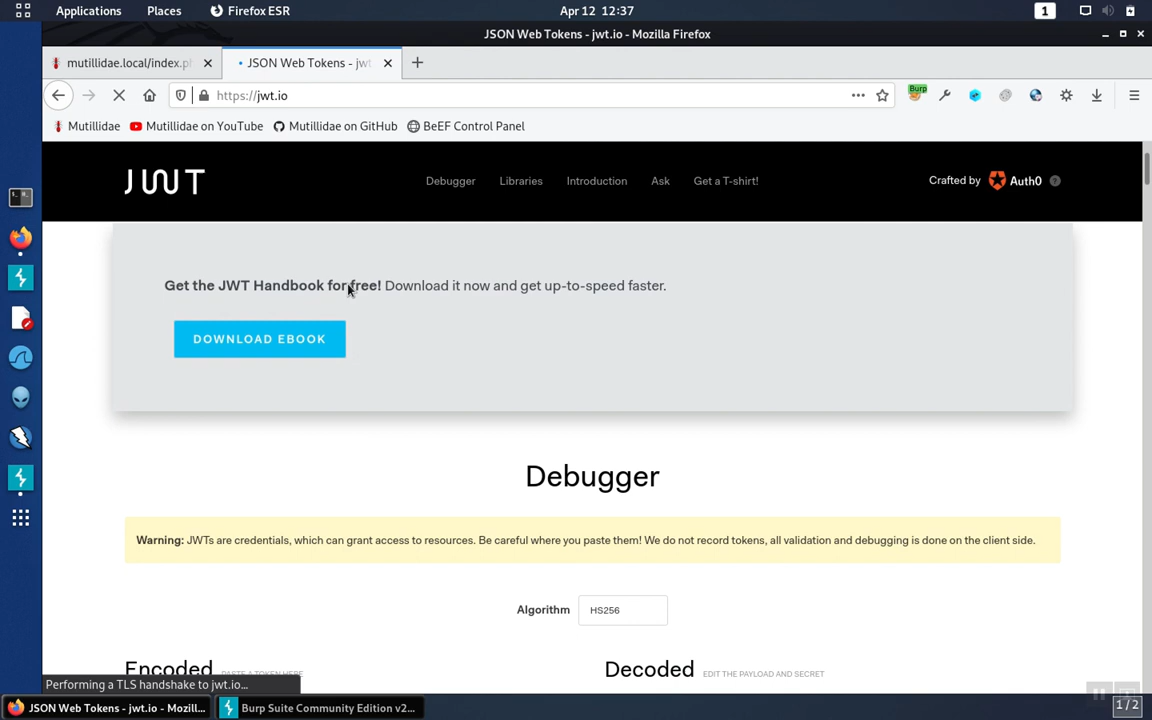 Applications Places Firefox ESR Apr 12 12:37 1
JSON Web Tokens - jwt.io - Mozilla Firefox
mutillidae.local/index.p JSON Web Tokens - jwt
https://jwt.io Burp
Mutillidae Mutillidae on YouTube Mutillidae on GitHub BeEF Control Panel
JWT Debugger Libraries Introduction Ask Get a T-shirt! Crafted by Auth0 ?
Get the JWT Handbook for free! Download it now and get up-to-speed faster.
DOWNLOAD EBOOK
Debugger
Warning: JWTs are credentials, which can grant access to resources. Be careful where you paste them! We do not record tokens, all validation and debugging is done on the client side.
Algorithm HS256
Encoded PASTE A TOKEN HERE Decoded EDIT THE PAYLOAD AND SECRET
Performing a TLS handshake to jwt.io...
JSON Web Tokens - jwt.io - Mozill... Burp Suite Community Edition v2... 1/2